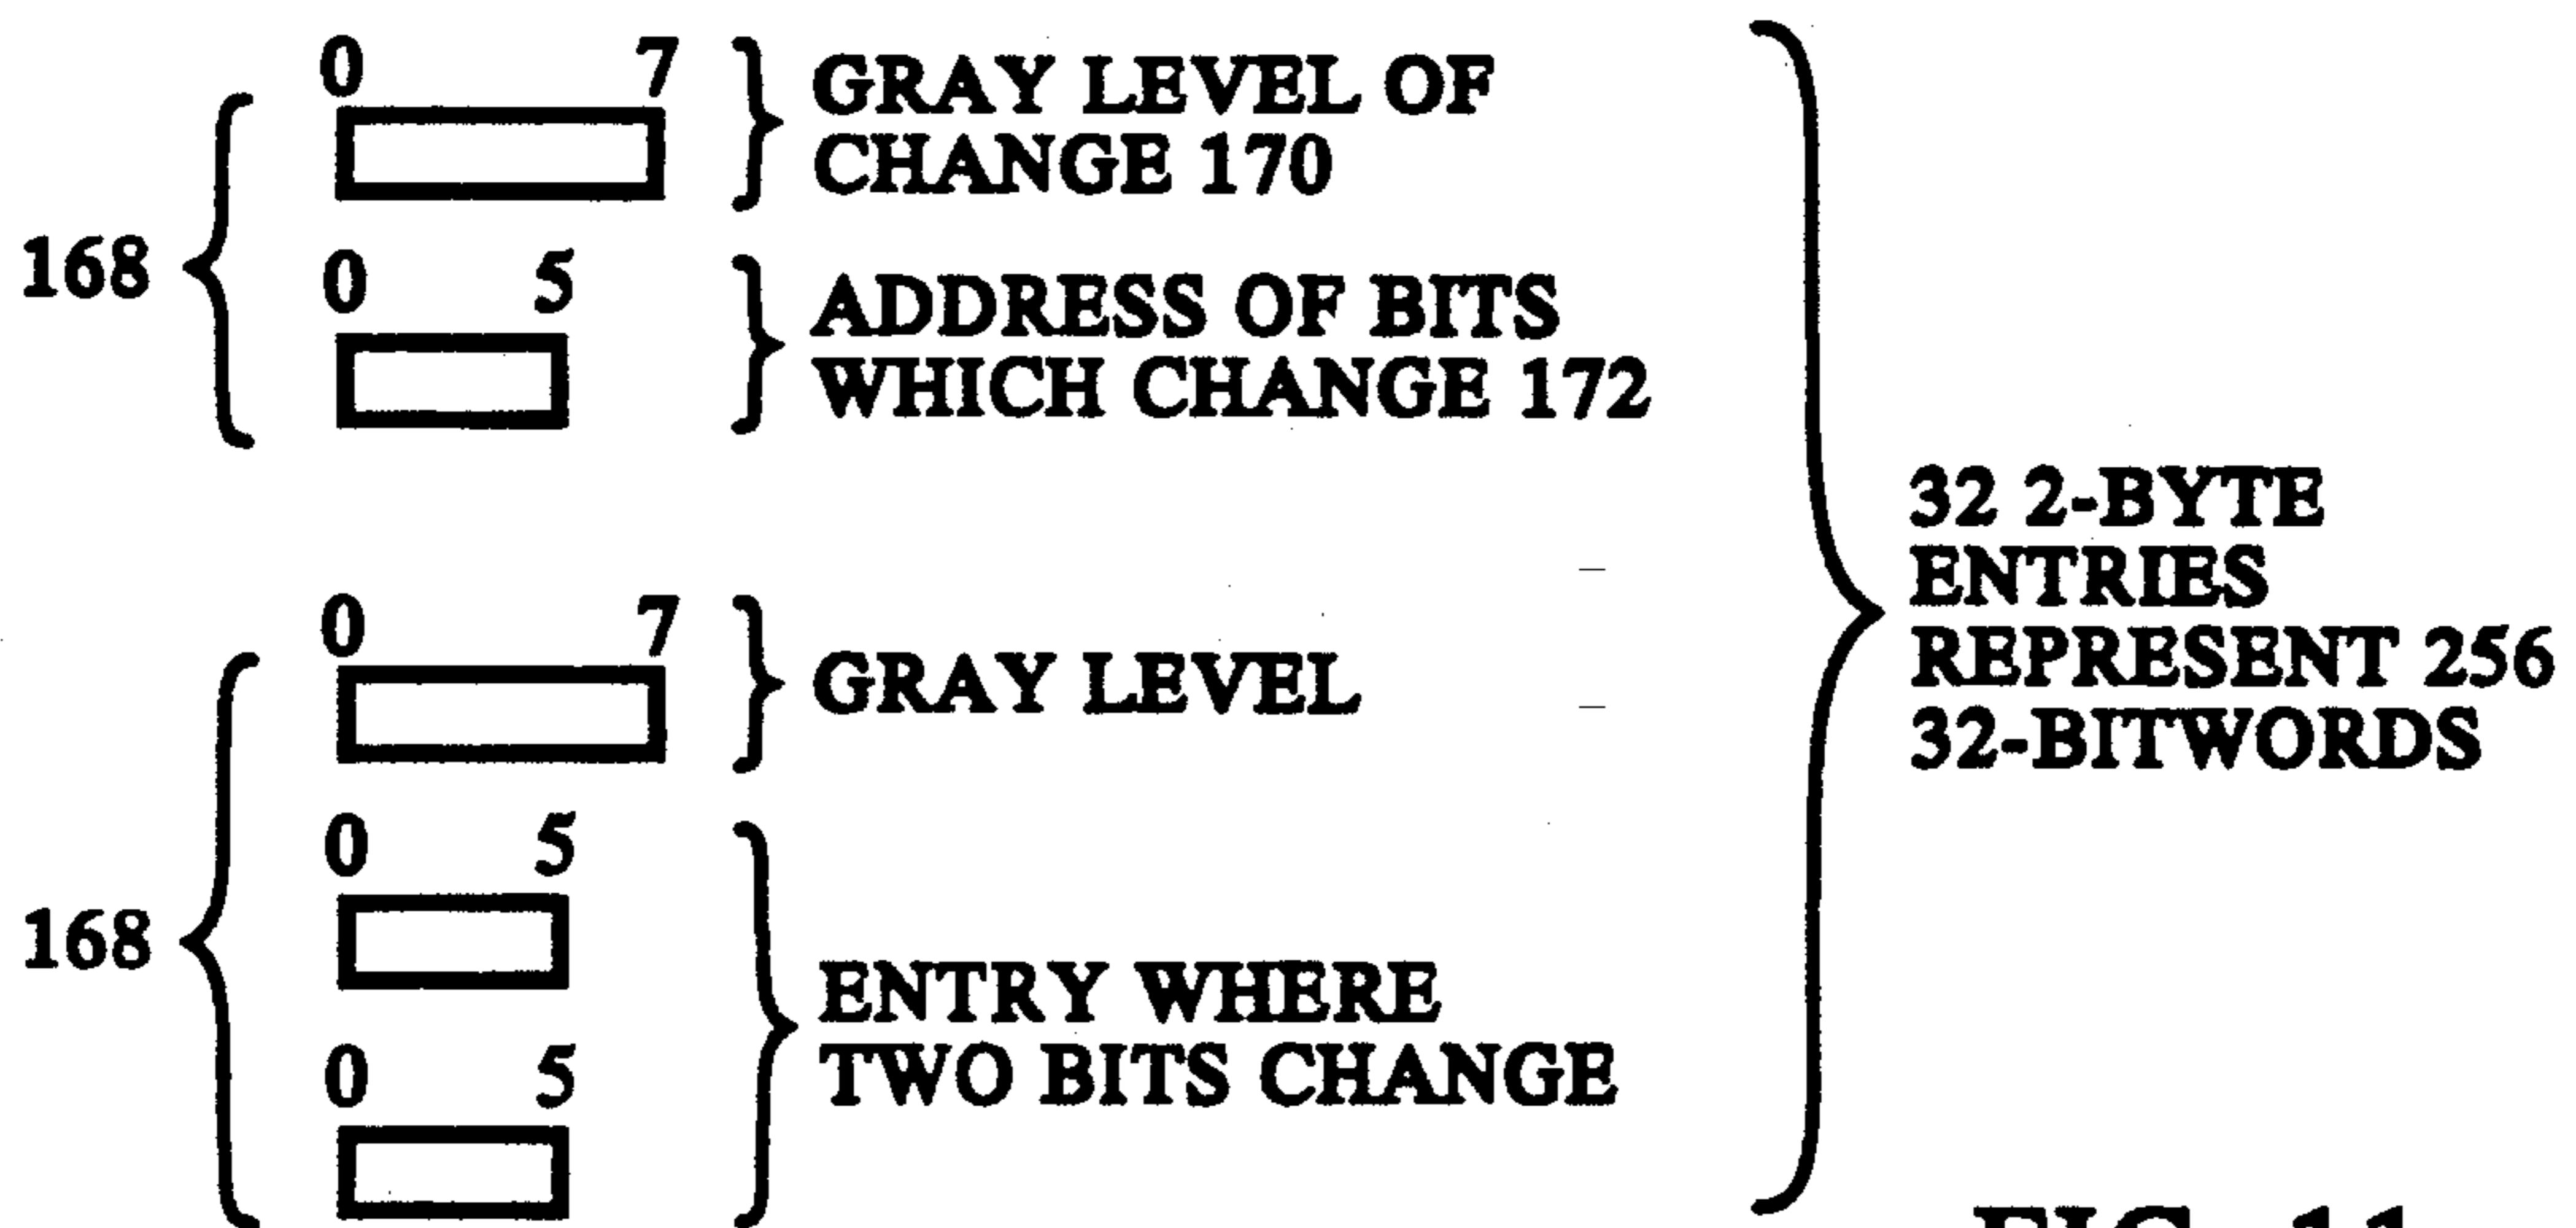 0 7
GRAY LEVEL OF
CHANGE 170
168
0 5
ADDRESS OF BITS
WHICH CHANGE 172
0 7
GRAY LEVEL
168
0 5
0 5
ENTRY WHERE
TWO BITS CHANGE
32 2-BYTE
ENTRIES
REPRESENT 256
32-BITWORDS